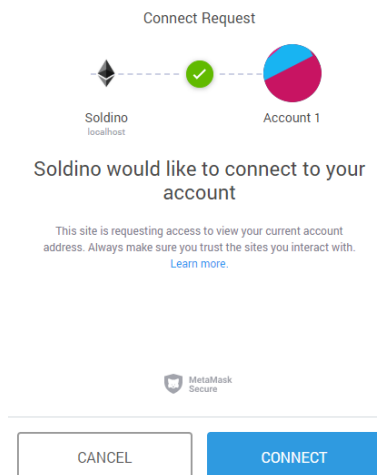 Connect Request
Soldino
localhost
Account 1
Soldino would like to connect to your
account
This site is requesting access to view your current account
address. Always make sure you trust the sites you interact with.
Learn more.
MetaMask
Secure
CANCEL
CONNECT